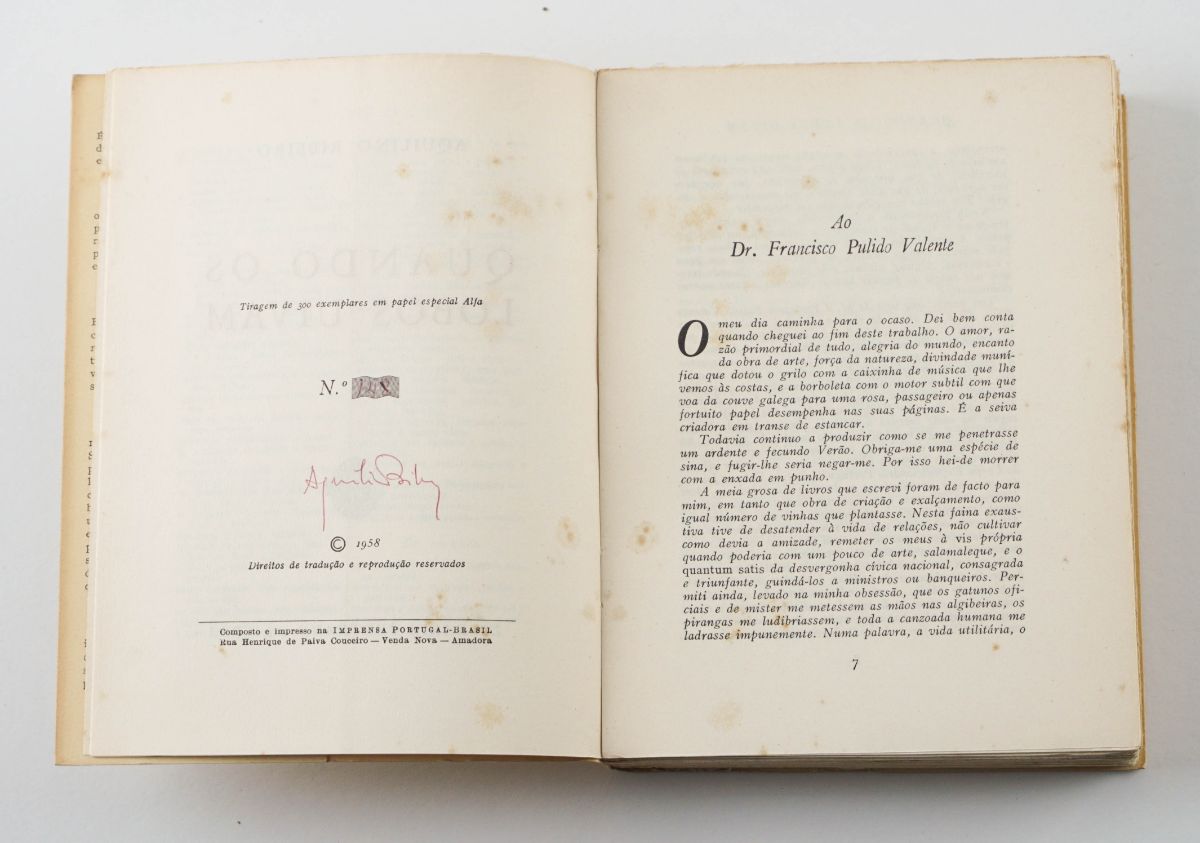 Tiragem de 300 exemplares em papel especial Alfa
N.º
Aquilino Ribeiro
© 1958
Direitos de tradução e reprodução reservados
Composto e impresso na IMPRENSA PORTUGAL-BRASIL
Rua Henrique de Paiva Couceiro — Venda Nova — Amadora
Ao
Dr. Francisco Pulido Valente
O meu dia caminha para o ocaso. Dei bem conta
quando cheguei ao fim deste trabalho. O amor, ra-
zão primordial de tudo, alegria do mundo, encanto
da obra de arte, força da natureza, divindade muní-
fica que dotou o grilo com a caixinha de música que lhe
vemos às costas, e a borboleta com o motor subtil com que
voa da couve galega para uma rosa, passageiro ou apenas
fortuito papel desempenha nas suas páginas. É a seiva
criadora em transe de estancar.
Todavia continuo a produzir como se me penetrasse
um ardente e fecundo Verão. Obriga-me uma espécie de
sina, e fugir-lhe seria negar-me. Por isso hei-de morrer
com a enxada em punho.
A meia grosa de livros que escrevi foram de facto para
mim, em tanto que obra de criação e exalçamento, como
igual número de vinhas que plantasse. Nesta faina exaus-
tiva tive de desatender à vida de relações, não cultivar
como devia a amizade, remeter os meus à vis própria
quando poderia com um pouco de arte, salamaleque, e o
quantum satis da desvergonha cívica nacional, consagrada
e triunfante, guindá-los a ministros ou banqueiros. Per-
miti ainda, levado na minha obsessão, que os gatunos ofi-
ciais e de mister me metessem as mãos nas algibeiras, os
pirangas me ludibriassem, e toda a canzoada humana me
ladrasse impunemente. Numa palavra, a vida utilitária, o
7